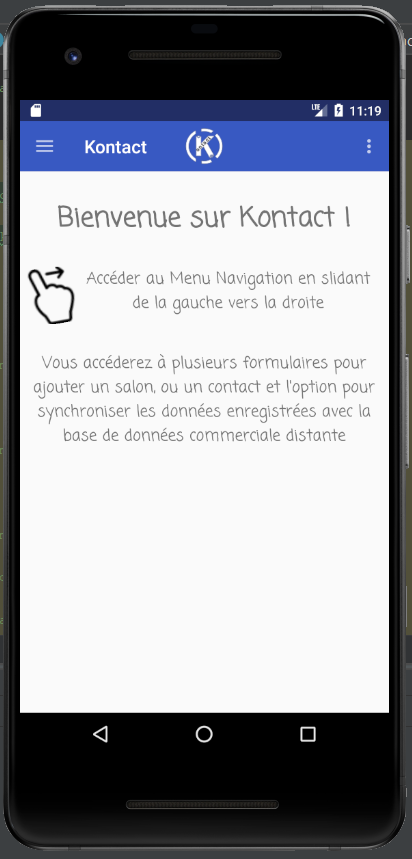 LTE 11:19
Kontact K
Bienvenue sur Kontact !
Accéder au Menu Navigation en slidant
de la gauche vers la droite
Vous accéderez à plusieurs formulaires pour
ajouter un salon, ou un contact et l'option pour
synchroniser les données enregistrées avec la
base de données commerciale distante